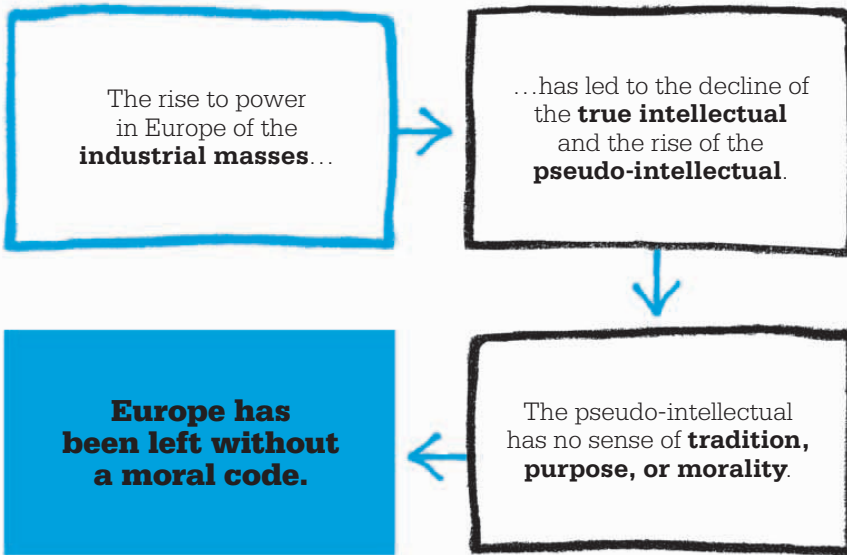 The rise to power
in Europe of the
industrial masses…
…has led to the decline of
the true intellectual
and the rise of the
pseudo-intellectual.
The pseudo-intellectual
has no sense of tradition,
purpose, or morality.
Europe has
been left without
a moral code.